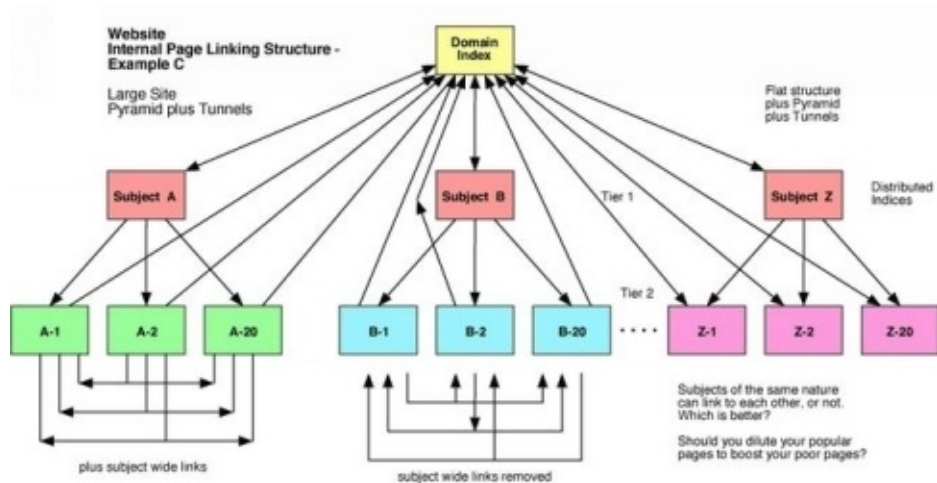 Website
Internal Page Linking Structure -
Example C
Large Site
Pyramid plus Tunnels
Domain
Index
Flat structure
plus Pyramid
plus Tunnels
Subject A
Subject B
Tier 1
Subject Z
Distributed
Indices
Tier 2
A-1
A-2
A-20
B-1
B-2
B-20
Z-1
Z-2
Z-20
Subjects of the same nature
can link to each other, or not.
Which is better?
Should you dilute your popular
pages to boost your poor pages?
plus subject wide links
subject wide links removed